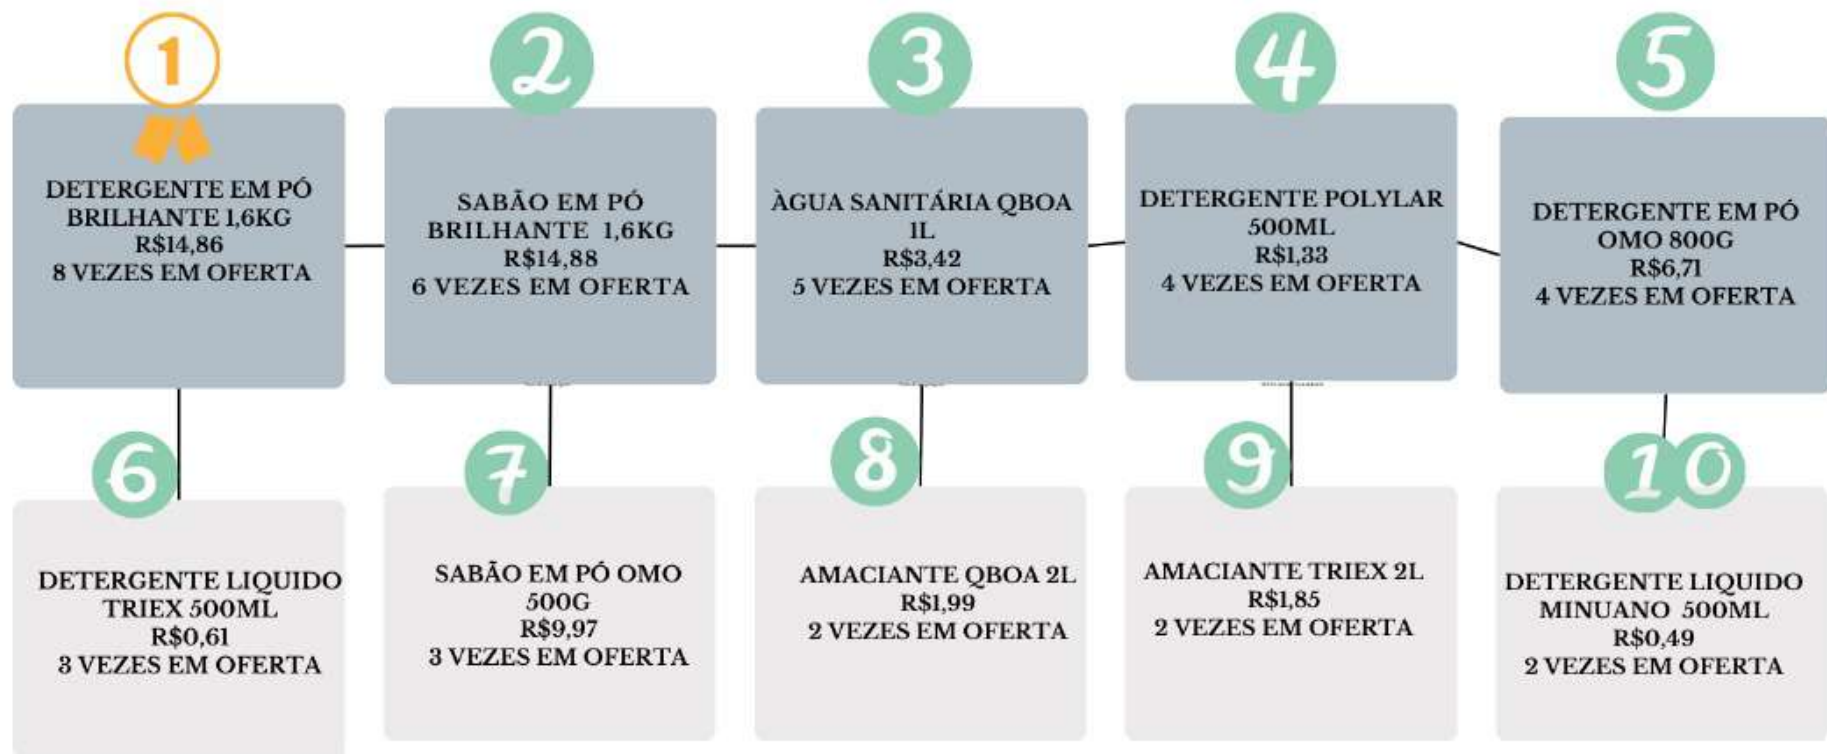 1
DETERGENTE EM PÓ
BRILHANTE 1,6KG
R$14,86
8 VEZES EM OFERTA
2
SABÃO EM PÓ
BRILHANTE 1,6KG
R$14,88
6 VEZES EM OFERTA
3
ÀGUA SANITÁRIA QBOA
1L
R$3,42
5 VEZES EM OFERTA
4
DETERGENTE POLYLAR
500ML
R$1,33
4 VEZES EM OFERTA
5
DETERGENTE EM PÓ
OMO 800G
R$6,71
4 VEZES EM OFERTA
6
DETERGENTE LIQUIDO
TRIEX 500ML
R$0,61
3 VEZES EM OFERTA
7
SABÃO EM PÓ OMO
500G
R$9,97
3 VEZES EM OFERTA
8
AMACIANTE QBOA 2L
R$1,99
2 VEZES EM OFERTA
9
AMACIANTE TRIEX 2L
R$1,85
2 VEZES EM OFERTA
10
DETERGENTE LIQUIDO
MINUANO 500ML
R$0,49
2 VEZES EM OFERTA